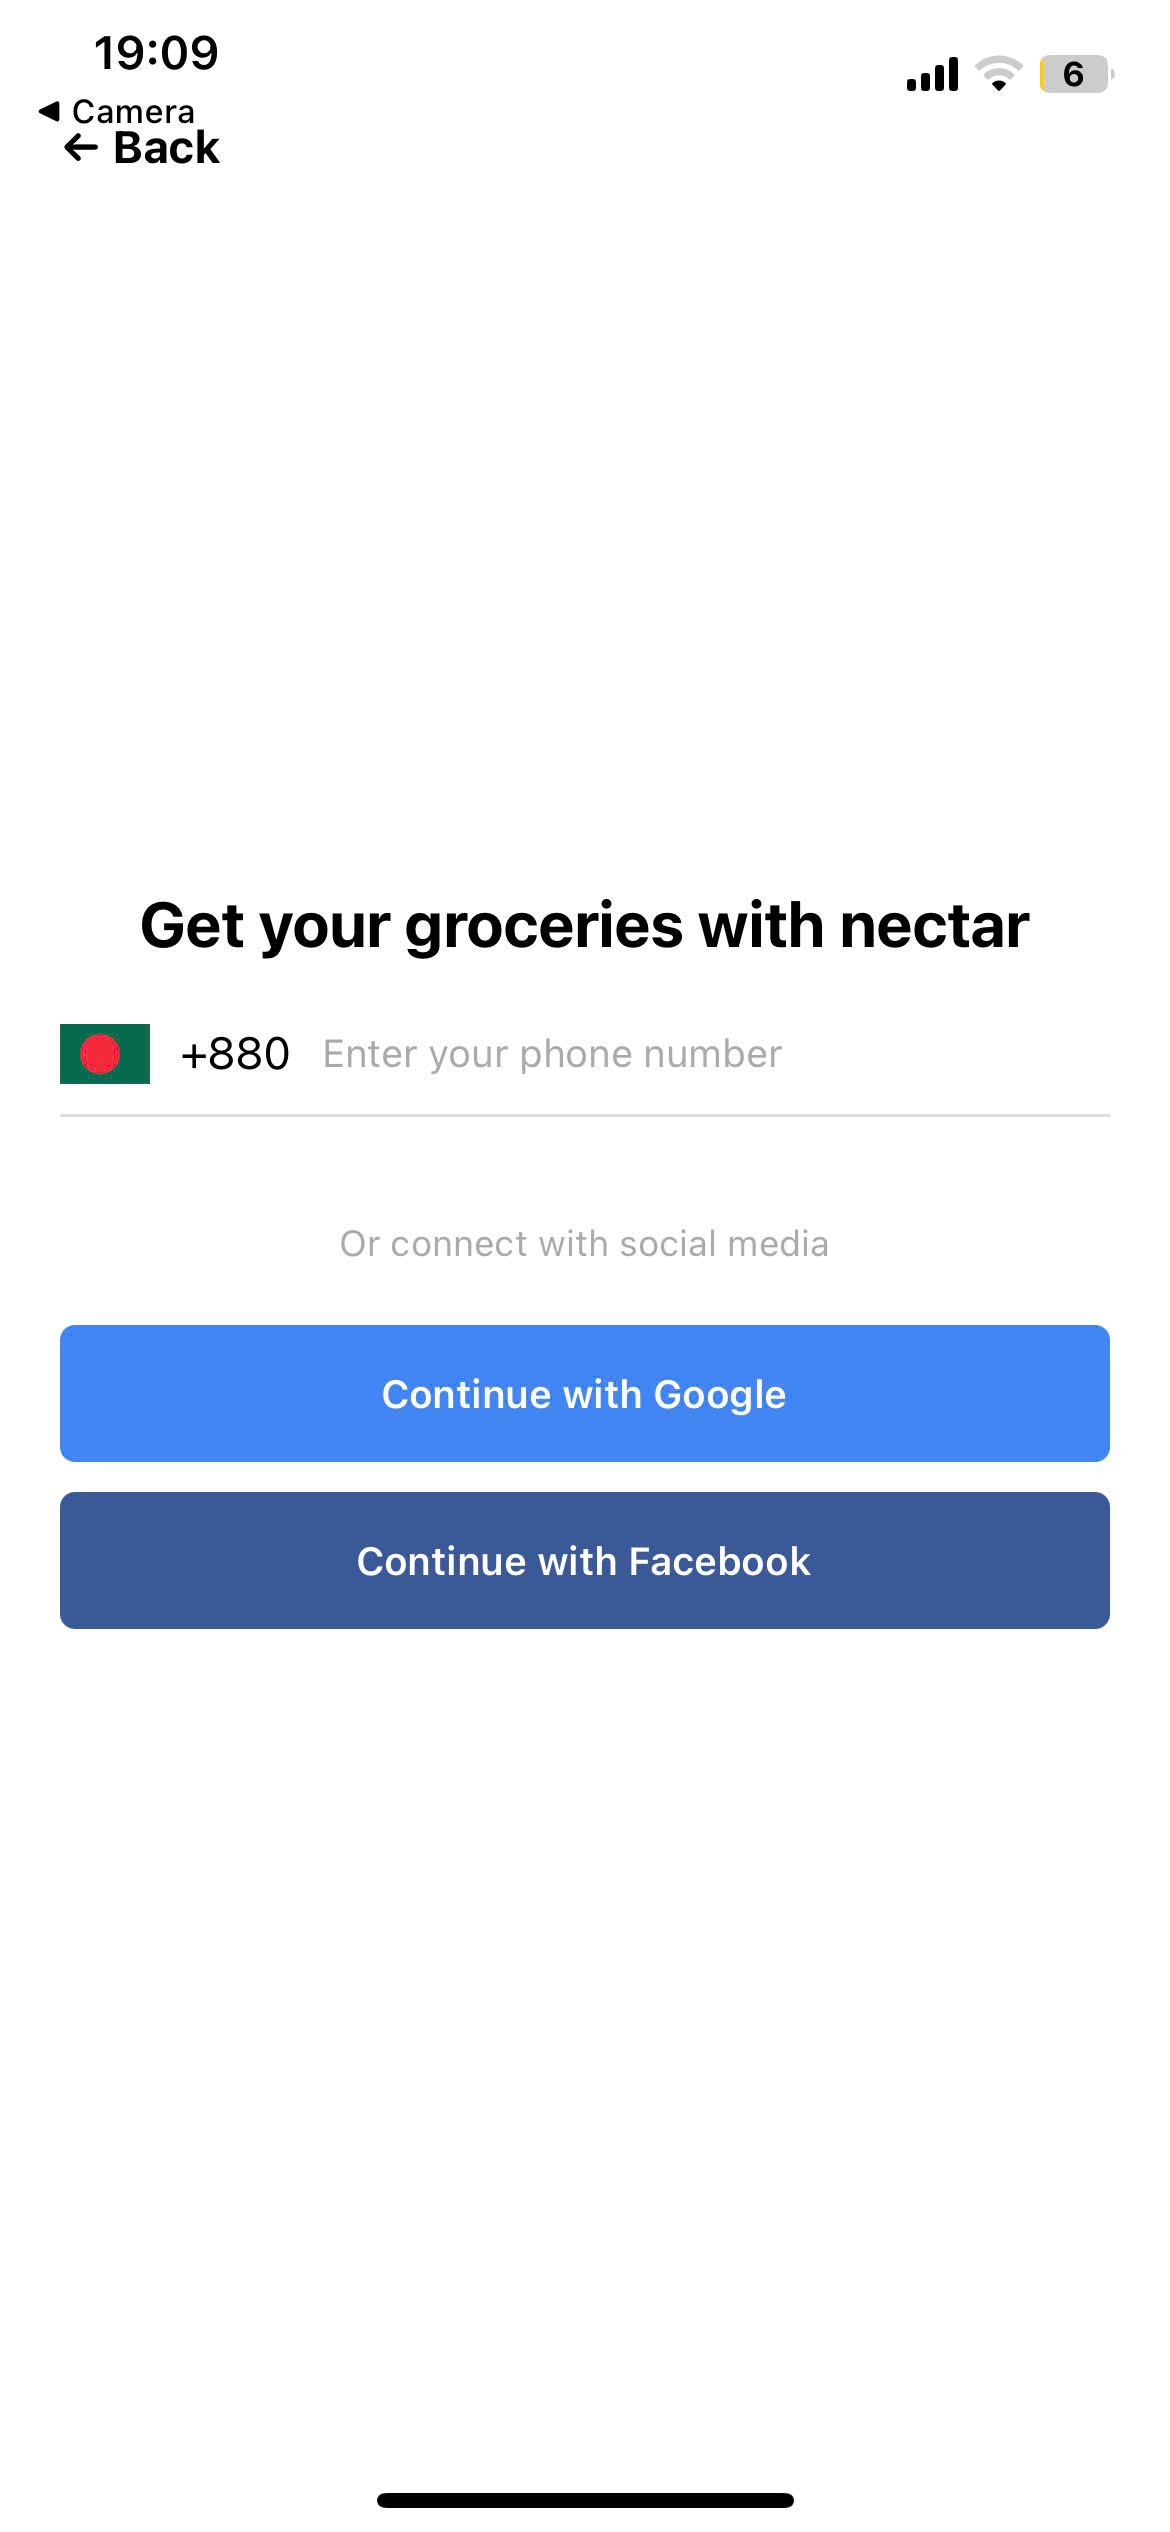 19:09
6
◀ Camera
← Back
Get your groceries with nectar
+880 Enter your phone number
Or connect with social media
Continue with Google
Continue with Facebook